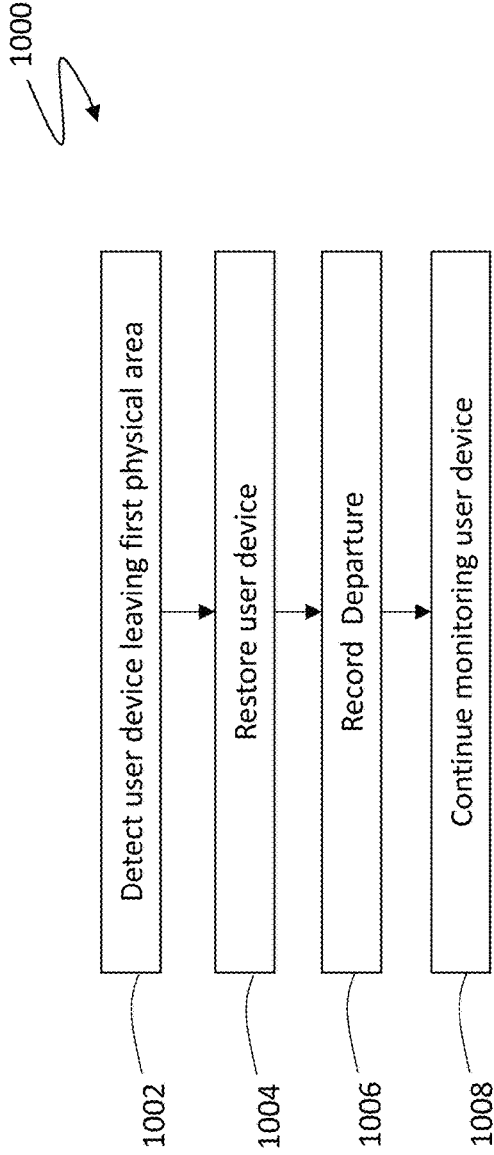 1000
Detect user device leaving first physical area
1002
Restore user device
1004
Record Departure
1006
Continue monitoring user device
1008